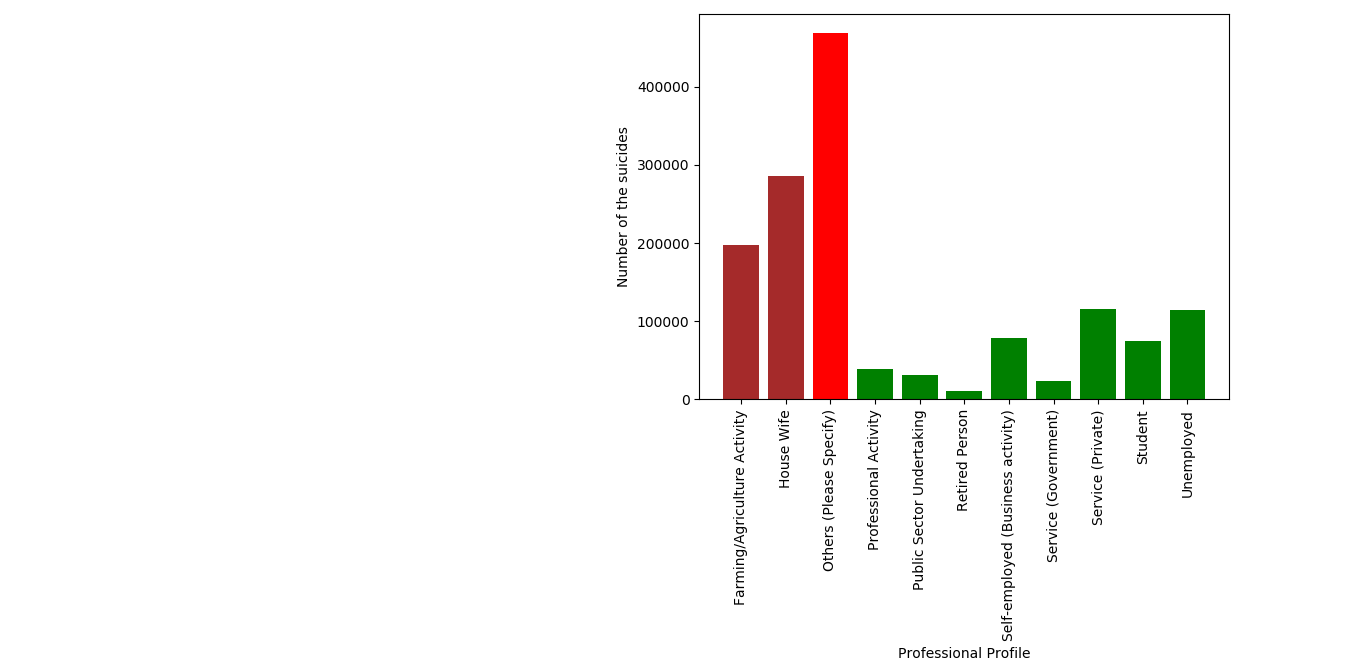 400000
300000
200000
100000
0
Number of the suicides
Farming/Agriculture Activity
House Wife
Others (Please Specify)
Professional Activity
Public Sector Undertaking
Retired Person
Self-employed (Business activity)
Service (Government)
Service (Private)
Student
Unemployed
Professional Profile